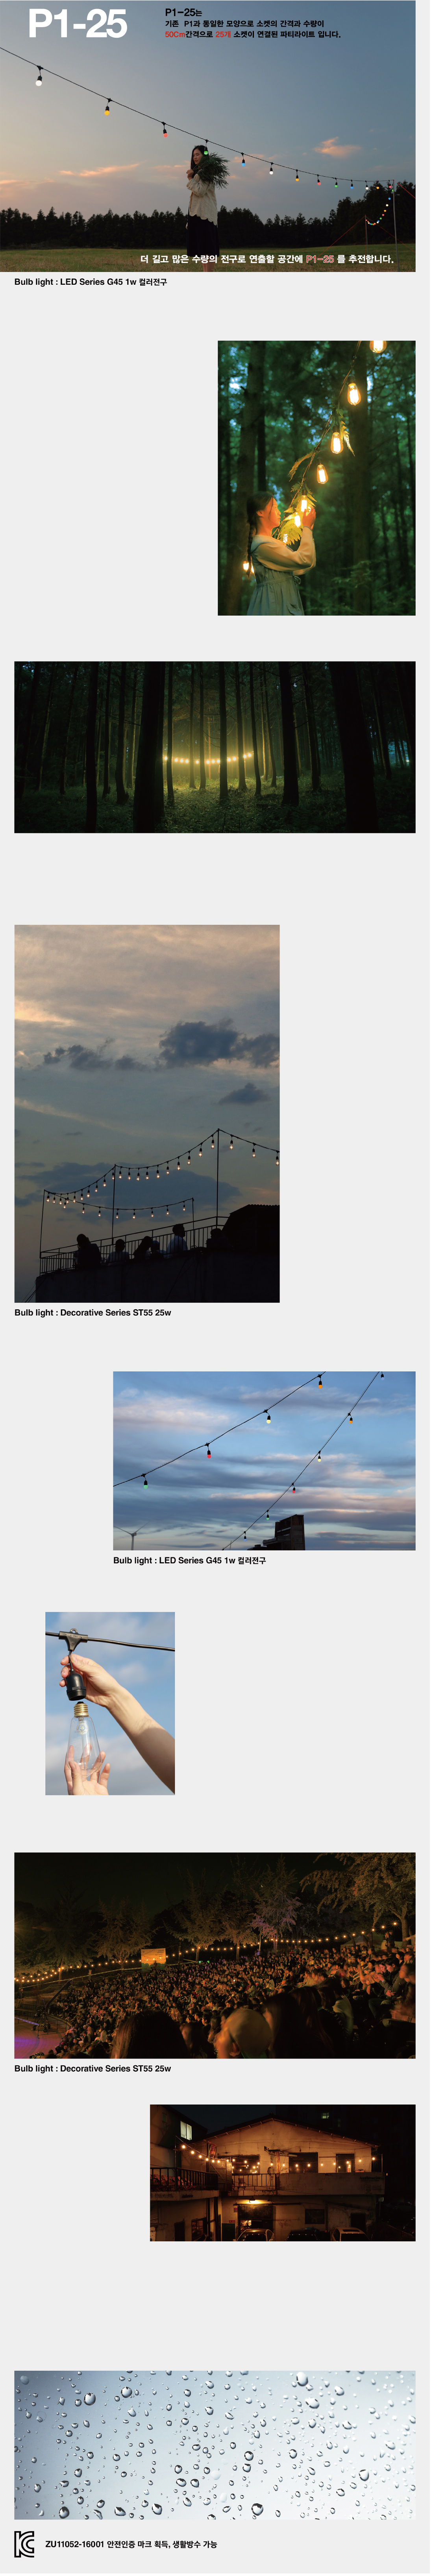 P1-25
P1-25는
기존 P1과 동일한 모양으로 소켓의 간격과 수량이
50Cm간격으로 25개 소켓이 연결된 파티라이트 입니다.
더 길고 많은 수량의 전구로 연출할 공간에 P1-25 를 추전합니다.
Bulb light : LED Series G45 1w 컬러전구
Bulb light : Decorative Series ST55 25w
Bulb light : LED Series G45 1w 컬러전구
Bulb light : Decorative Series ST55 25w
ZU11052-16001 안전인증 마크 획득, 생활방수 가능